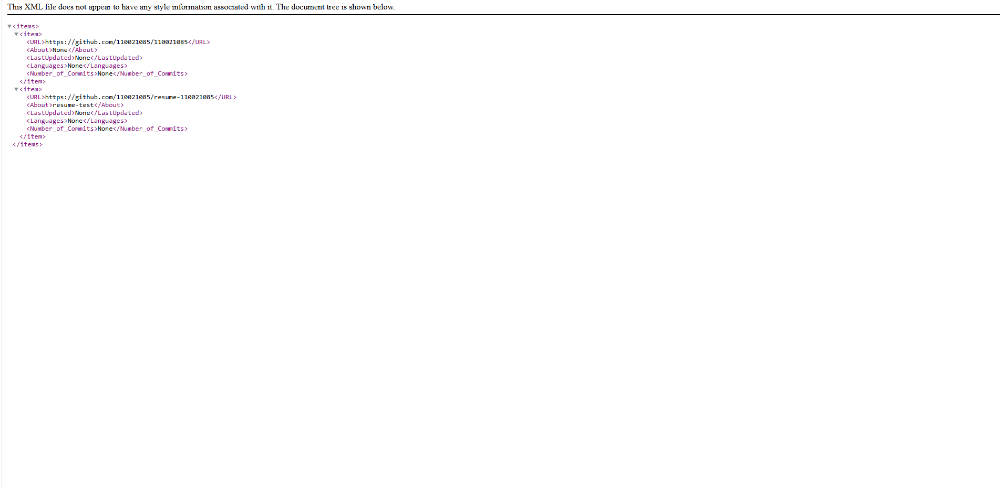 This XML file does not appear to have any style information associated with it. The document tree is shown below.
<items>
<item>
<URL>https://github.com/110021085/110021085</URL>
<About>None</About>
<LastUpdated>None</LastUpdated>
<Languages>None</Languages>
<Number_of_Commits>None</Number_of_Commits>
</item>
<item>
<URL>https://github.com/110021085/resume-110021085</URL>
<About>resume-test</About>
<LastUpdated>None</LastUpdated>
<Languages>None</Languages>
<Number_of_Commits>None</Number_of_Commits>
</item>
</items>